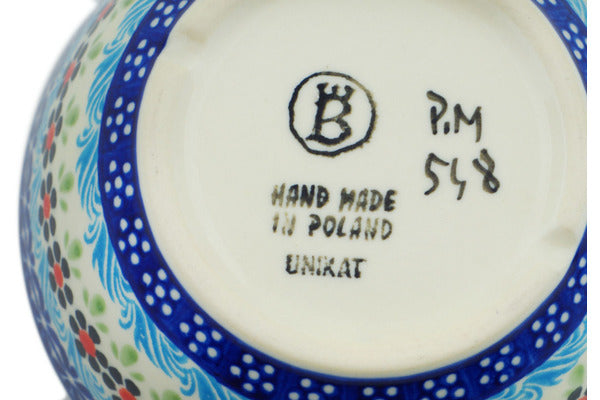 B
P.M
548
HAND MADE
IN POLAND
UNIKAT